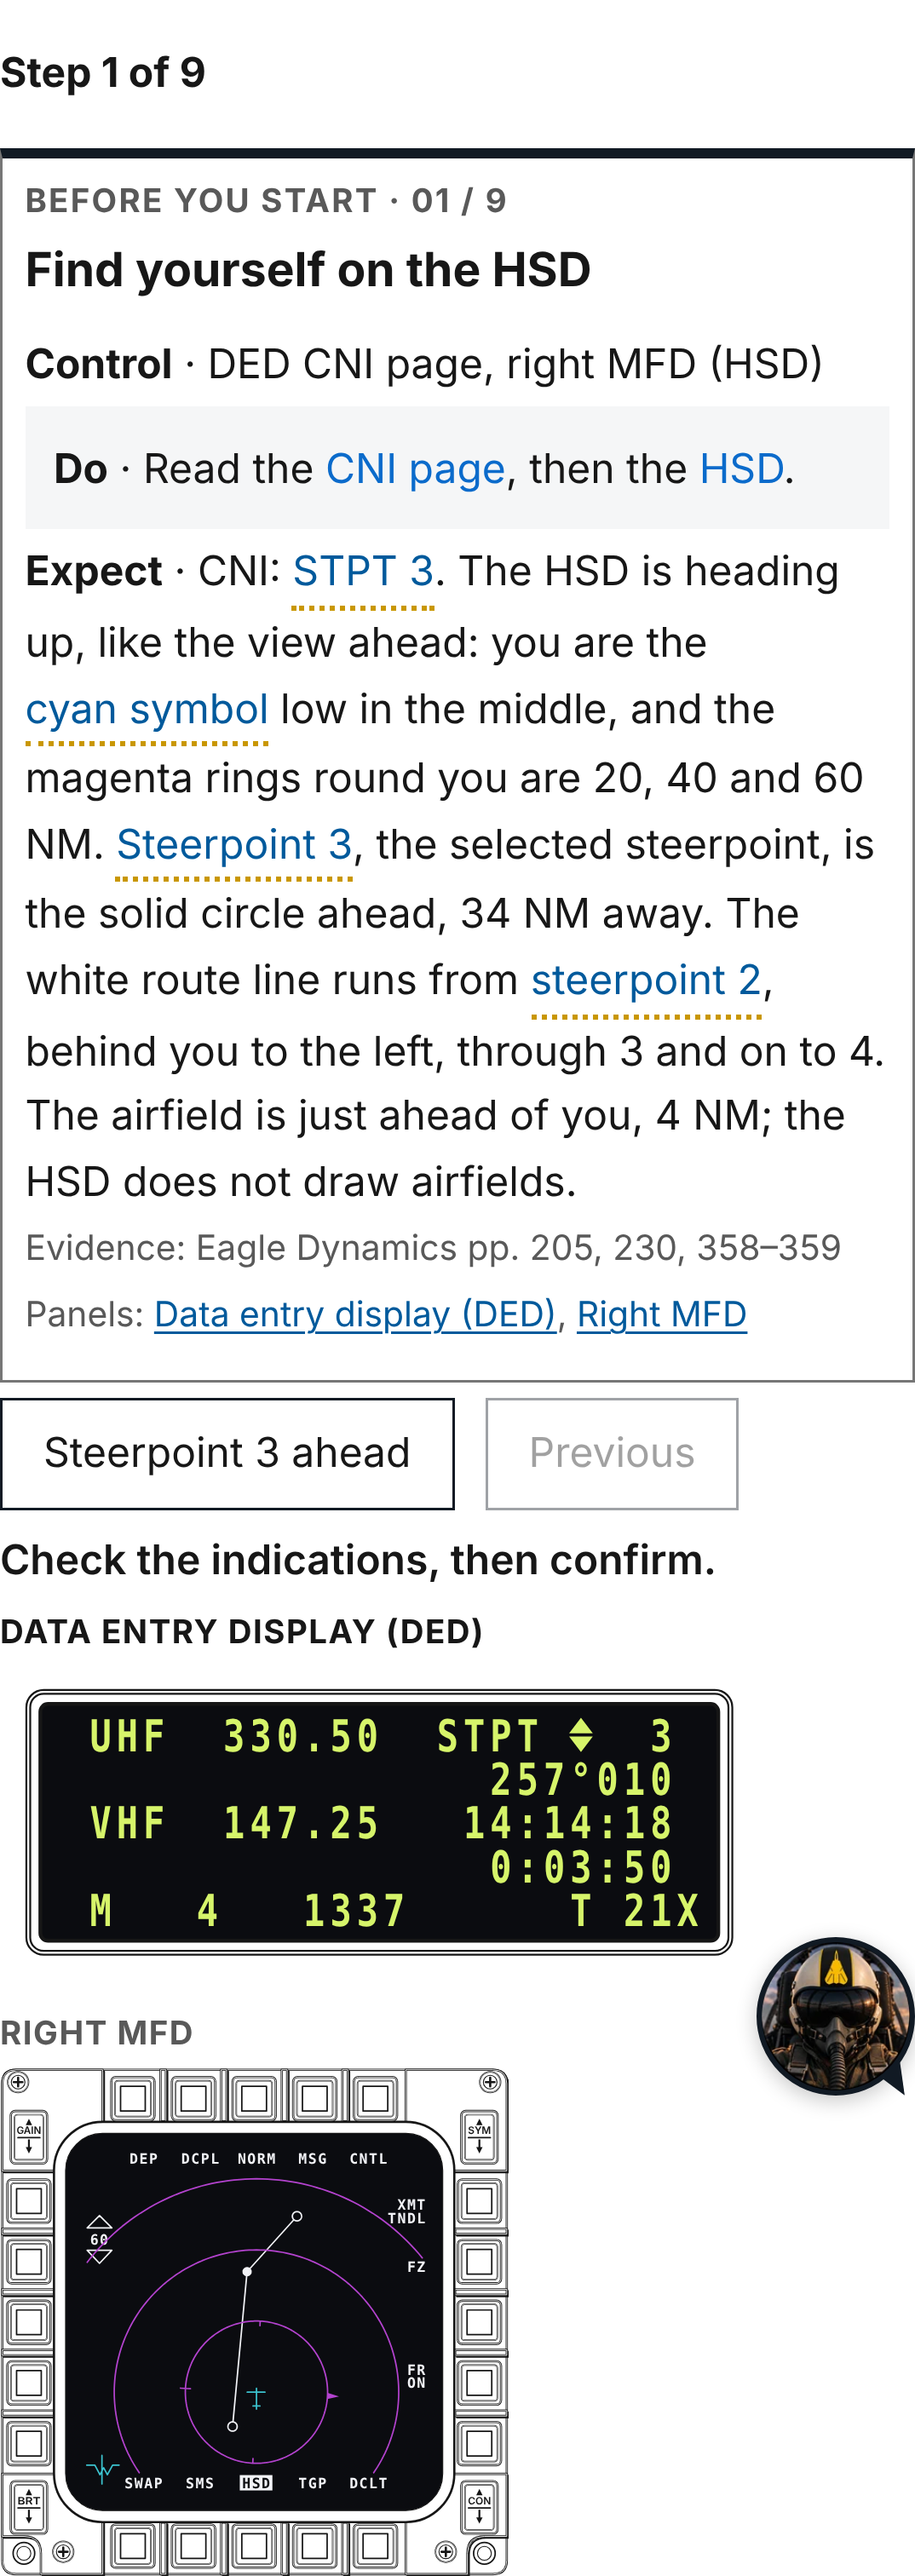 Step 1 of 9
BEFORE YOU START · 01 / 9
Find yourself on the HSD
Control · DED CNI page, right MFD (HSD)
Do · Read the CNI page, then the HSD.
Expect · CNI: STPT 3. The HSD is heading
up, like the view ahead: you are the
cyan symbol low in the middle, and the
magenta rings round you are 20, 40 and 60
NM. Steerpoint 3, the selected steerpoint, is
the solid circle ahead, 34 NM away. The
white route line runs from steerpoint 2,
behind you to the left, through 3 and on to 4.
The airfield is just ahead of you, 4 NM; the
HSD does not draw airfields.
Evidence: Eagle Dynamics pp. 205, 230, 358–359
Panels: Data entry display (DED), Right MFD
Steerpoint 3 ahead Previous
Check the indications, then confirm.
DATA ENTRY DISPLAY (DED)
UHF 330.50 STPT 3
257°010
VHF 147.25 14:14:18
0:03:50
M 4 1337 T 21X
RIGHT MFD
GAIN SYM
DEP DCPL NORM MSG CNTL
XMT
TNDL
60
FZ
FR
ON
SWAP SMS HSD TGP DCLT
BRT CON